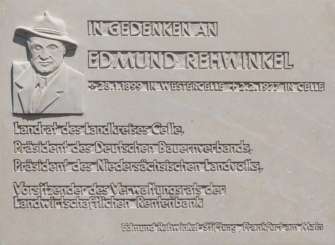 IN GEDENKEN AN
EDMUND REHWINKEL
*28.1.1899 IN WESTERCELLE +2.2.1977 IN CELLE
Landrat des Landkreises Celle,
Präsident des Deutschen Bauernverbands,
Präsident des Niedersächsischen Landvolks,
Vorsitzender des Verwaltungsrats der
Landwirtschaftlichen Rentenbank
Edmund Rehwinkel-Stiftung Frankfurt am Main